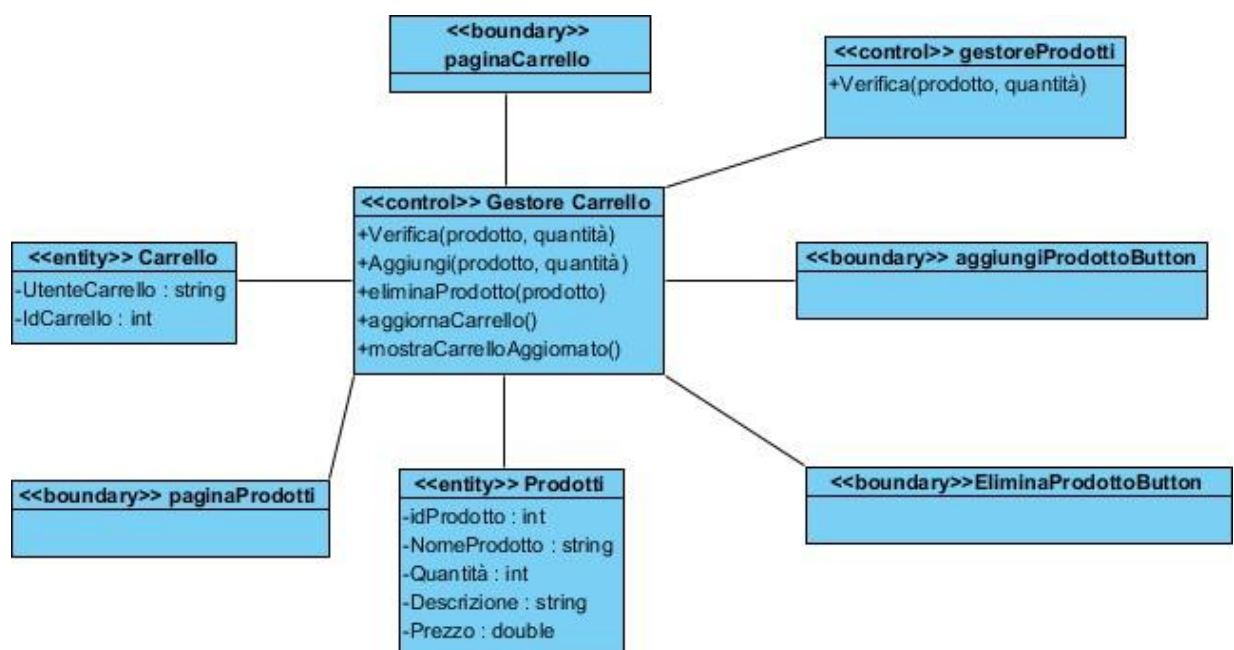 <<boundary>>
paginaCarrello
<<control>> gestoreProdotti
+Verifica(prodotto, quantità)
<<control>> Gestore Carrello
+Verifica(prodotto, quantità)
+Aggiungi(prodotto, quantità)
+eliminaProdotto(prodotto)
+aggiornaCarrello()
+mostraCarrelloAggiornato()
<<entity>> Carrello
-UtenteCarrello : string
-IdCarrello : int
<<boundary>> aggiungiProdottoButton
<<boundary>> paginaProdotti
<<entity>> Prodotti
-idProdotto : int
-NomeProdotto : string
-Quantità : int
-Descrizione : string
-Prezzo : double
<<boundary>>EliminaProdottoButton